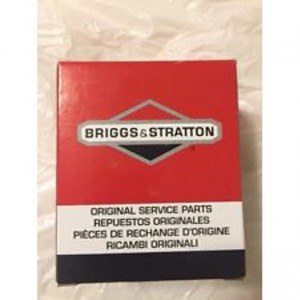 BRIGGS & STRATTON
ORIGINAL SERVICE PARTS
REPUESTOS ORIGINALES
PIÈCES DE RECHANGE D'ORIGINE
RICAMBI ORIGINALI